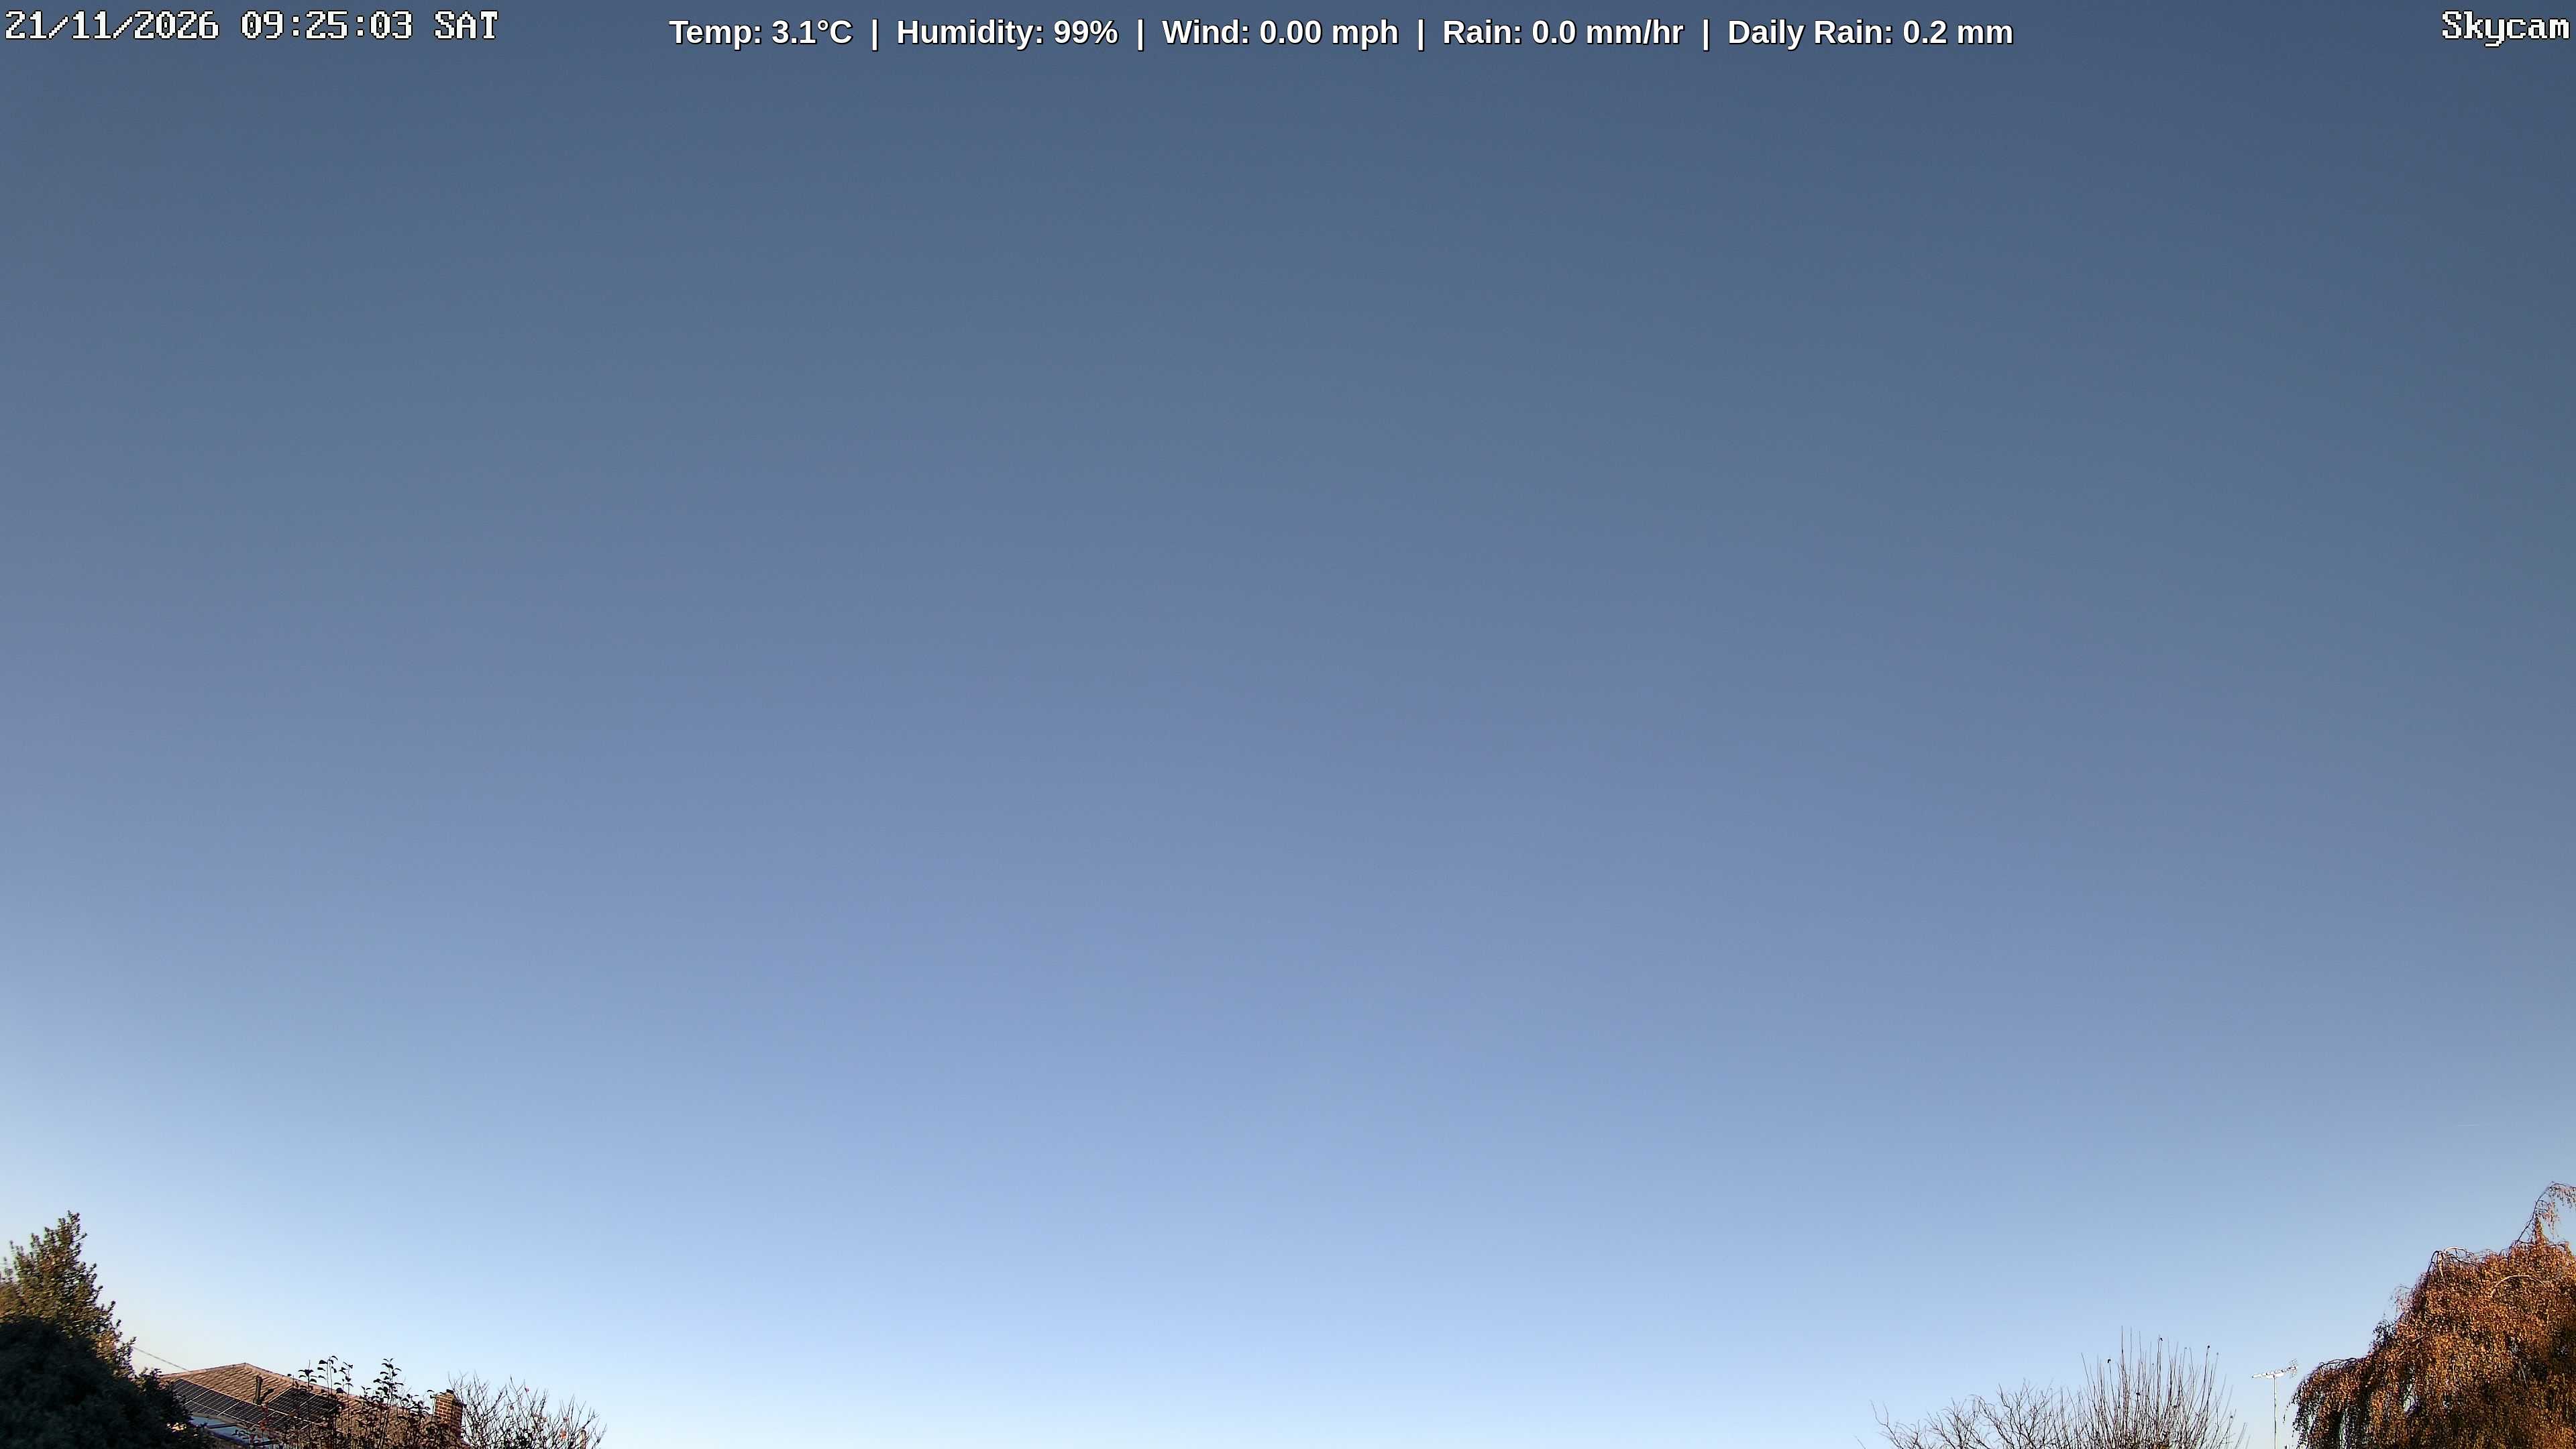 21/11/2026 09:25:03 SAT
Temp: 3.1°C | Humidity: 99% | Wind: 0.00 mph | Rain: 0.0 mm/hr | Daily Rain: 0.2 mm
Skycam